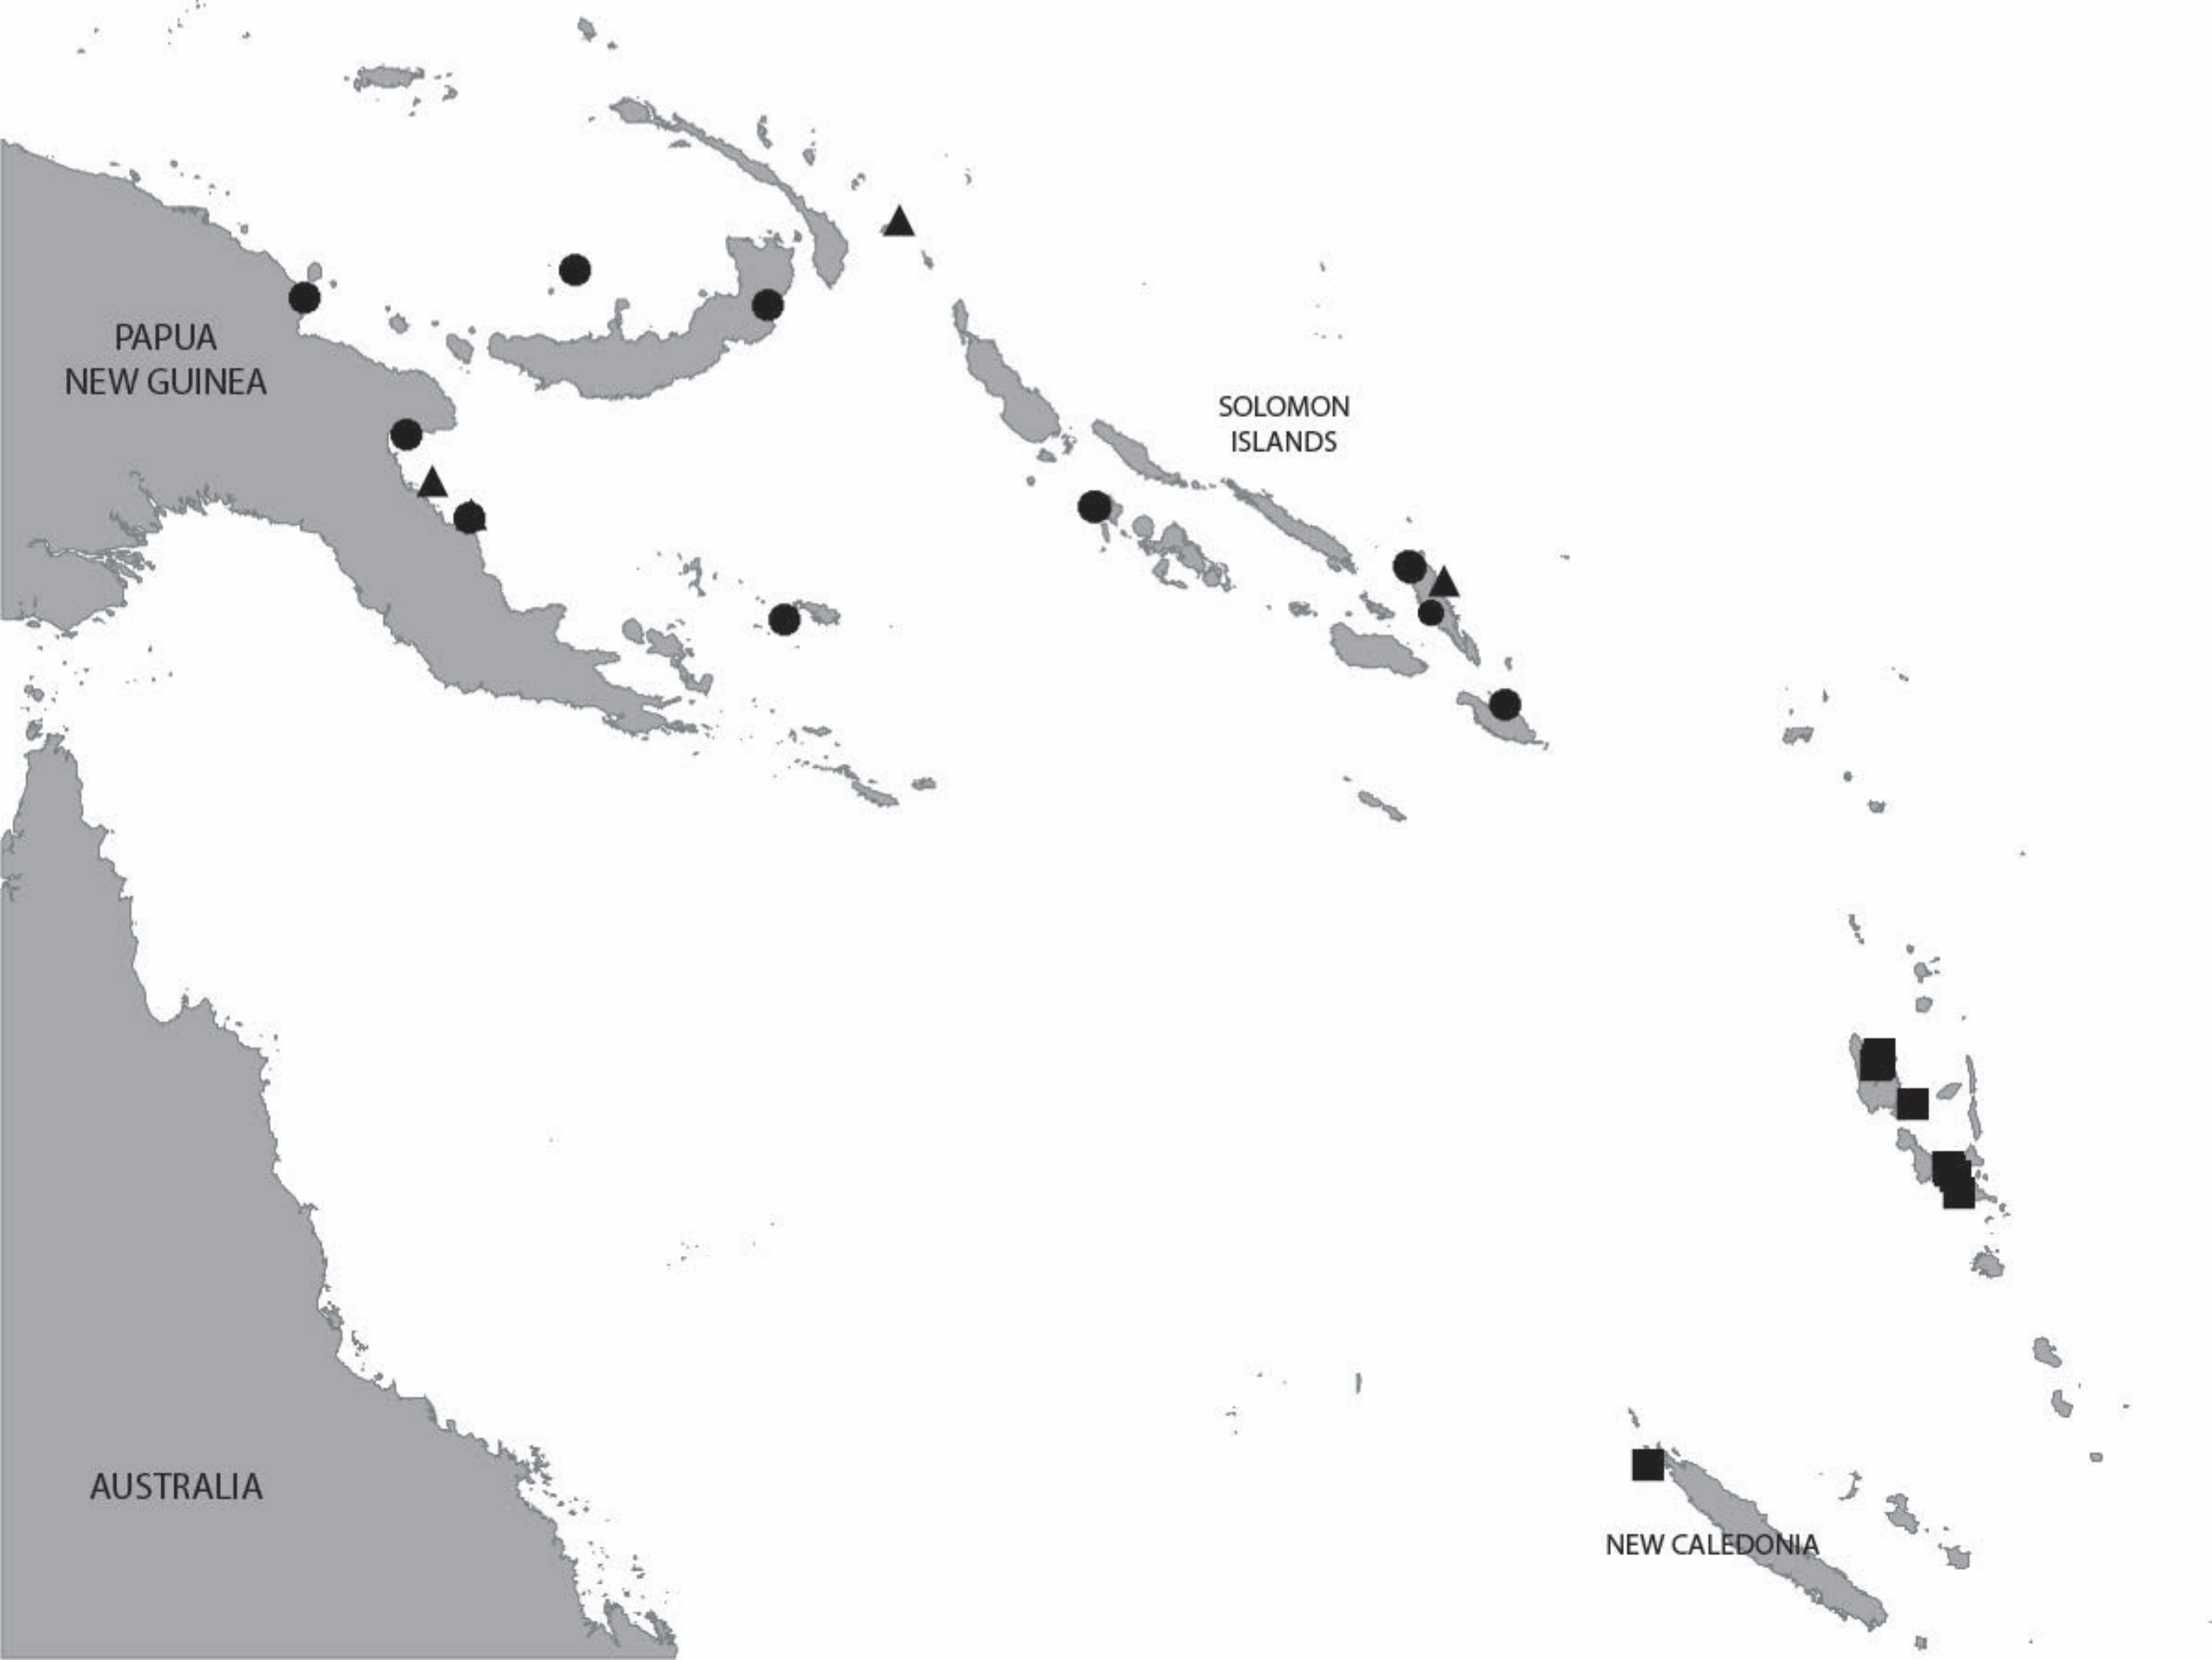 PAPUA
NEW GUINEA
SOLOMON
ISLANDS
AUSTRALIA
NEW CALEDONIA